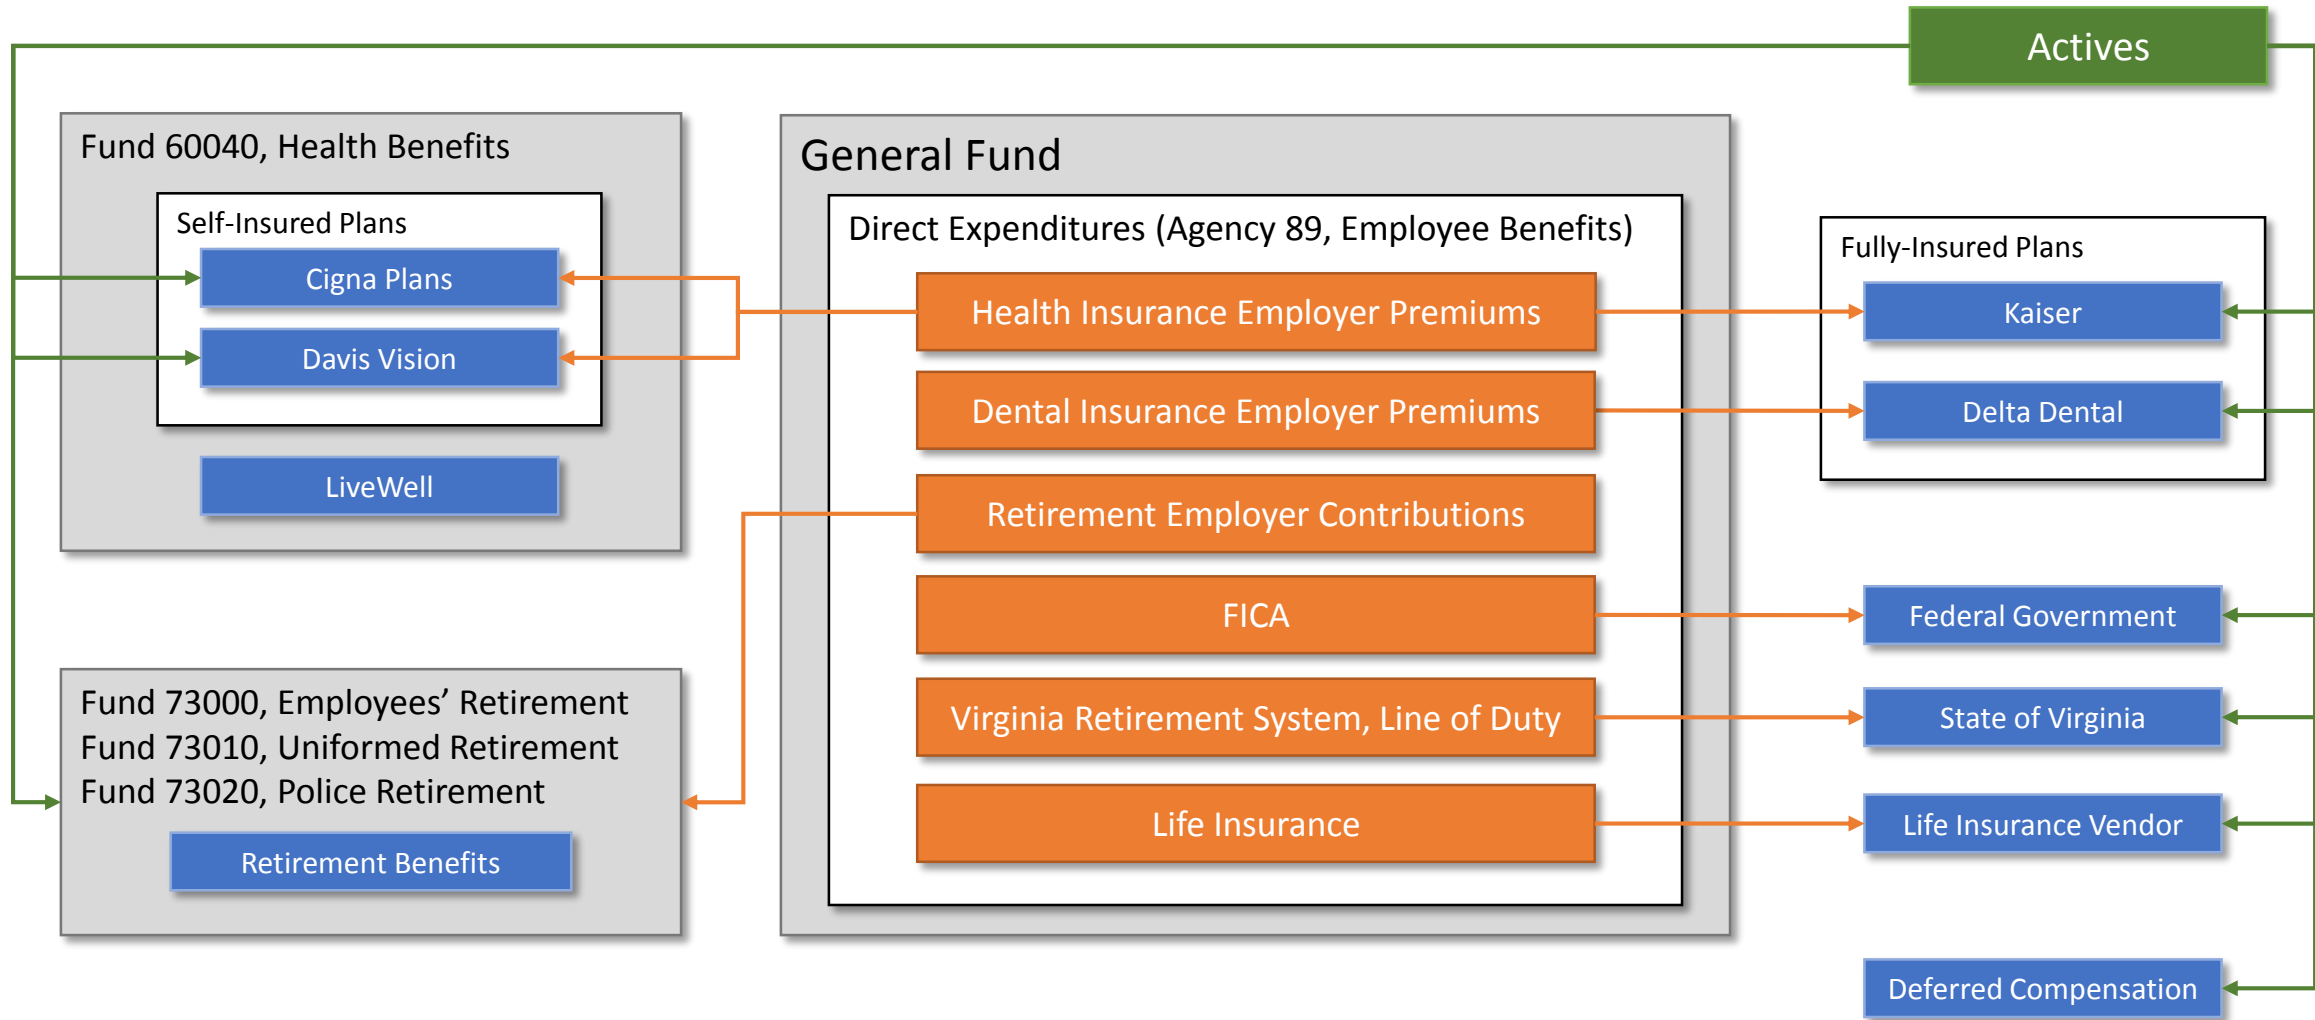 Actives
Fund 60040, Health Benefits
Self-Insured Plans
Cigna Plans
Davis Vision
LiveWell
Fund 73000, Employees’ Retirement
Fund 73010, Uniformed Retirement
Fund 73020, Police Retirement
Retirement Benefits
General Fund
Direct Expenditures (Agency 89, Employee Benefits)
Health Insurance Employer Premiums
Dental Insurance Employer Premiums
Retirement Employer Contributions
FICA
Virginia Retirement System, Line of Duty
Life Insurance
Fully-Insured Plans
Kaiser
Delta Dental
Federal Government
State of Virginia
Life Insurance Vendor
Deferred Compensation